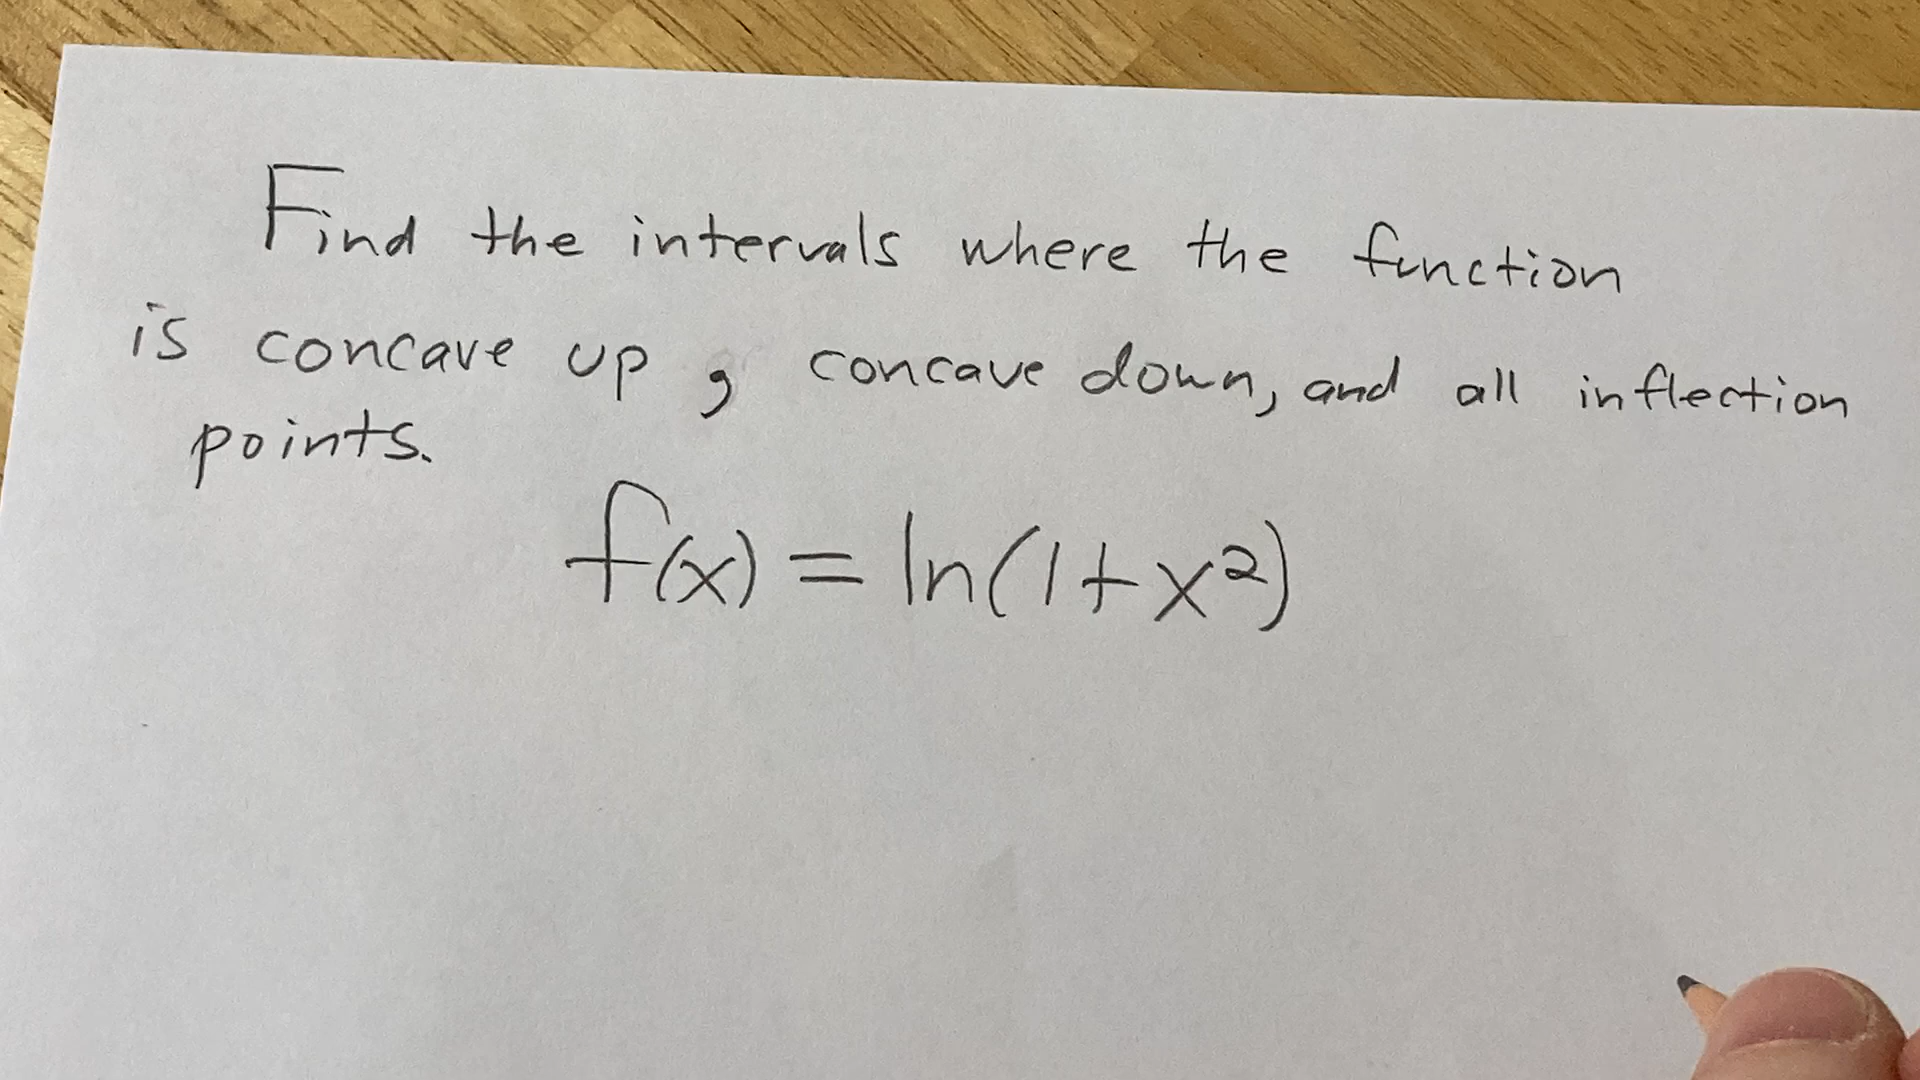 Find the intervals where the function
is concave up, concave down, and all inflection
points.
f(x) = ln(1+x²)